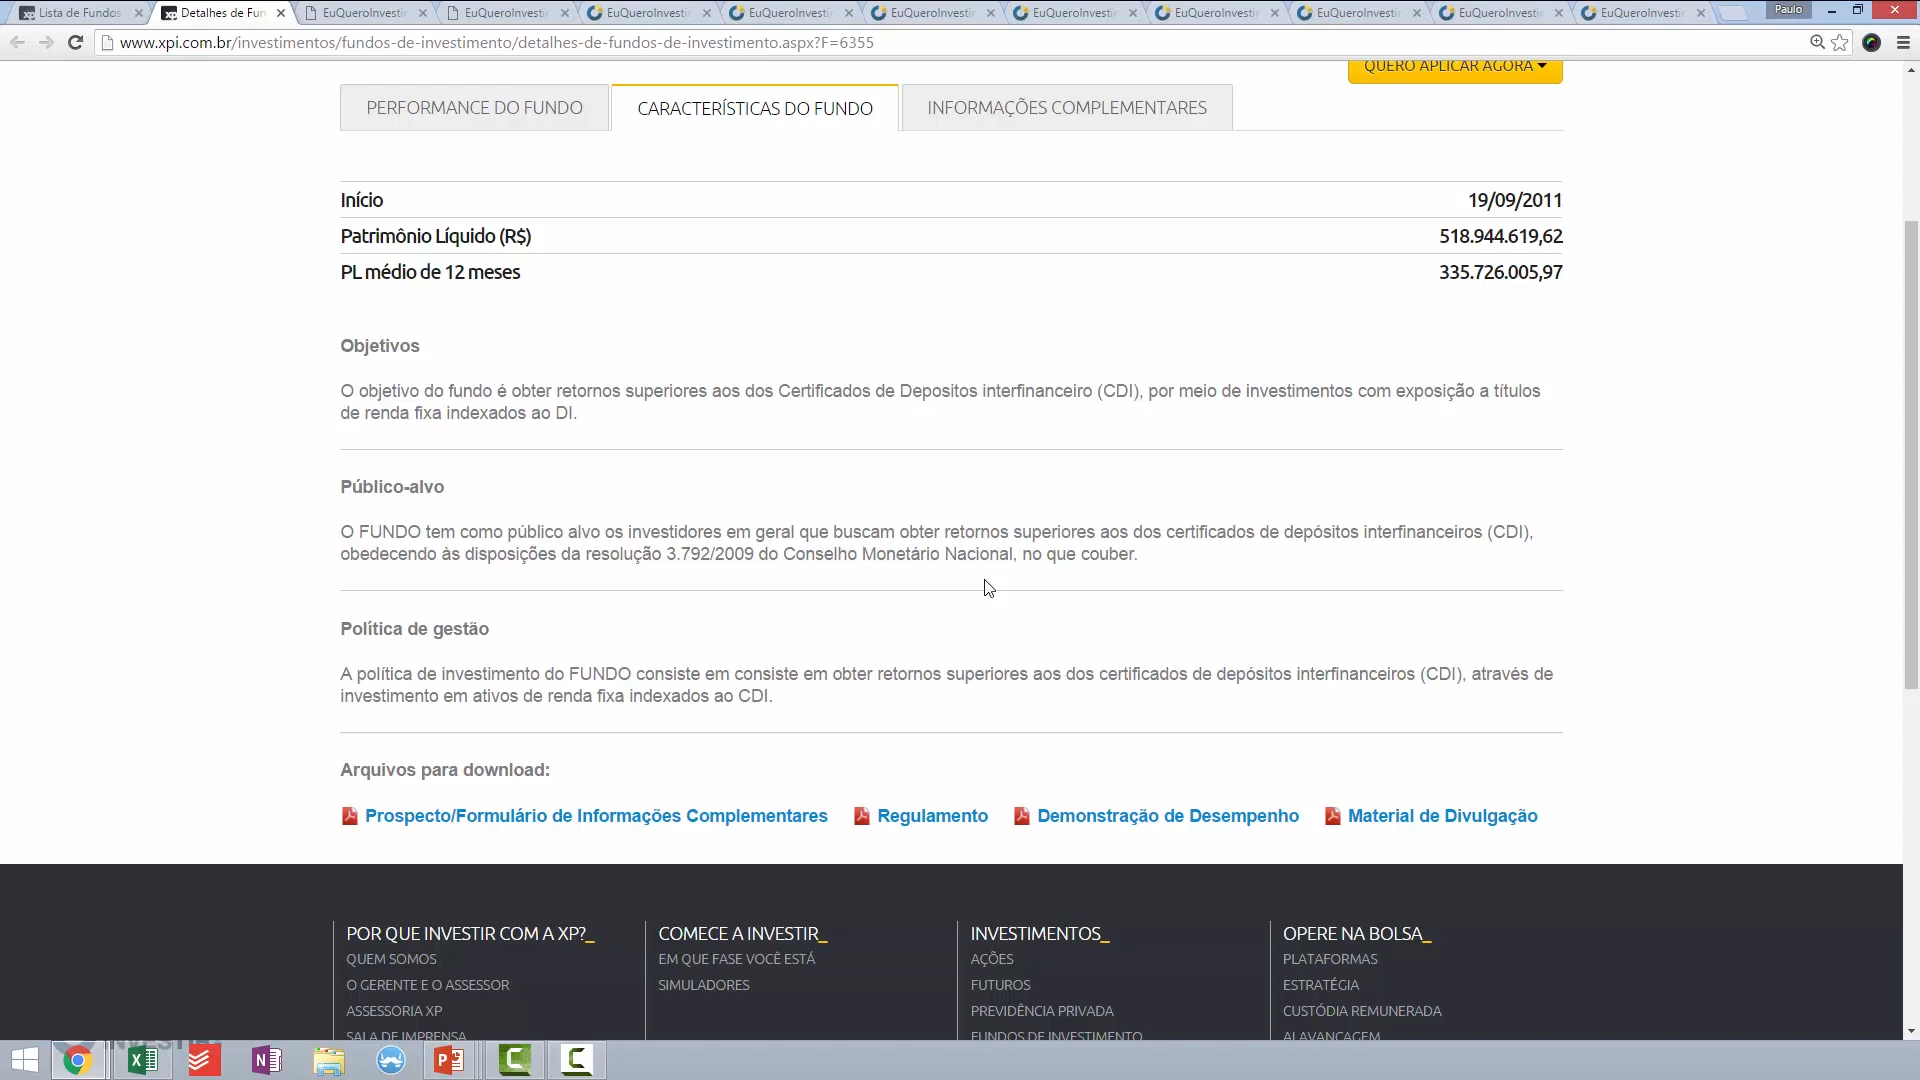 Lista de Fundos
Detalhes de Fun
EuQueroInvesti
EuQueroInvesti
EuQueroInvesti
EuQueroInvesti
EuQueroInvesti
EuQueroInvesti
EuQueroInvesti
EuQueroInvesti
EuQueroInvesti
EuQueroInvesti
Paulo
www.xpi.com.br/investimentos/fundos-de-investimento/detalhes-de-fundos-de-investimento.aspx?F=6355
QUERO APLICAR AGORA
PERFORMANCE DO FUNDO
CARACTERÍSTICAS DO FUNDO
INFORMAÇÕES COMPLEMENTARES
Início 19/09/2011
Patrimônio Líquido (R$) 518.944.619,62
PL médio de 12 meses 335.726.005,97
Objetivos
O objetivo do fundo é obter retornos superiores aos dos Certificados de Depositos interfinanceiro (CDI), por meio de investimentos com exposição a títulos
de renda fixa indexados ao DI.
Público-alvo
O FUNDO tem como público alvo os investidores em geral que buscam obter retornos superiores aos dos certificados de depósitos interfinanceiros (CDI),
obedecendo às disposições da resolução 3.792/2009 do Conselho Monetário Nacional, no que couber.
Política de gestão
A política de investimento do FUNDO consiste em consiste em obter retornos superiores aos dos certificados de depósitos interfinanceiros (CDI), através de
investimento em ativos de renda fixa indexados ao CDI.
Arquivos para download:
Prospecto/Formulário de Informações Complementares
Regulamento
Demonstração de Desempenho
Material de Divulgação
POR QUE INVESTIR COM A XP?_
QUEM SOMOS
O GERENTE E O ASSESSOR
ASSESSORIA XP
SALA DE IMPRENSA
COMECE A INVESTIR_
EM QUE FASE VOCÊ ESTÁ
SIMULADORES
INVESTIMENTOS_
AÇÕES
FUTUROS
PREVIDÊNCIA PRIVADA
FUNDOS DE INVESTIMENTO
OPERE NA BOLSA_
PLATAFORMAS
ESTRATÉGIA
CUSTÓDIA REMUNERADA
ALAVANCAGEM